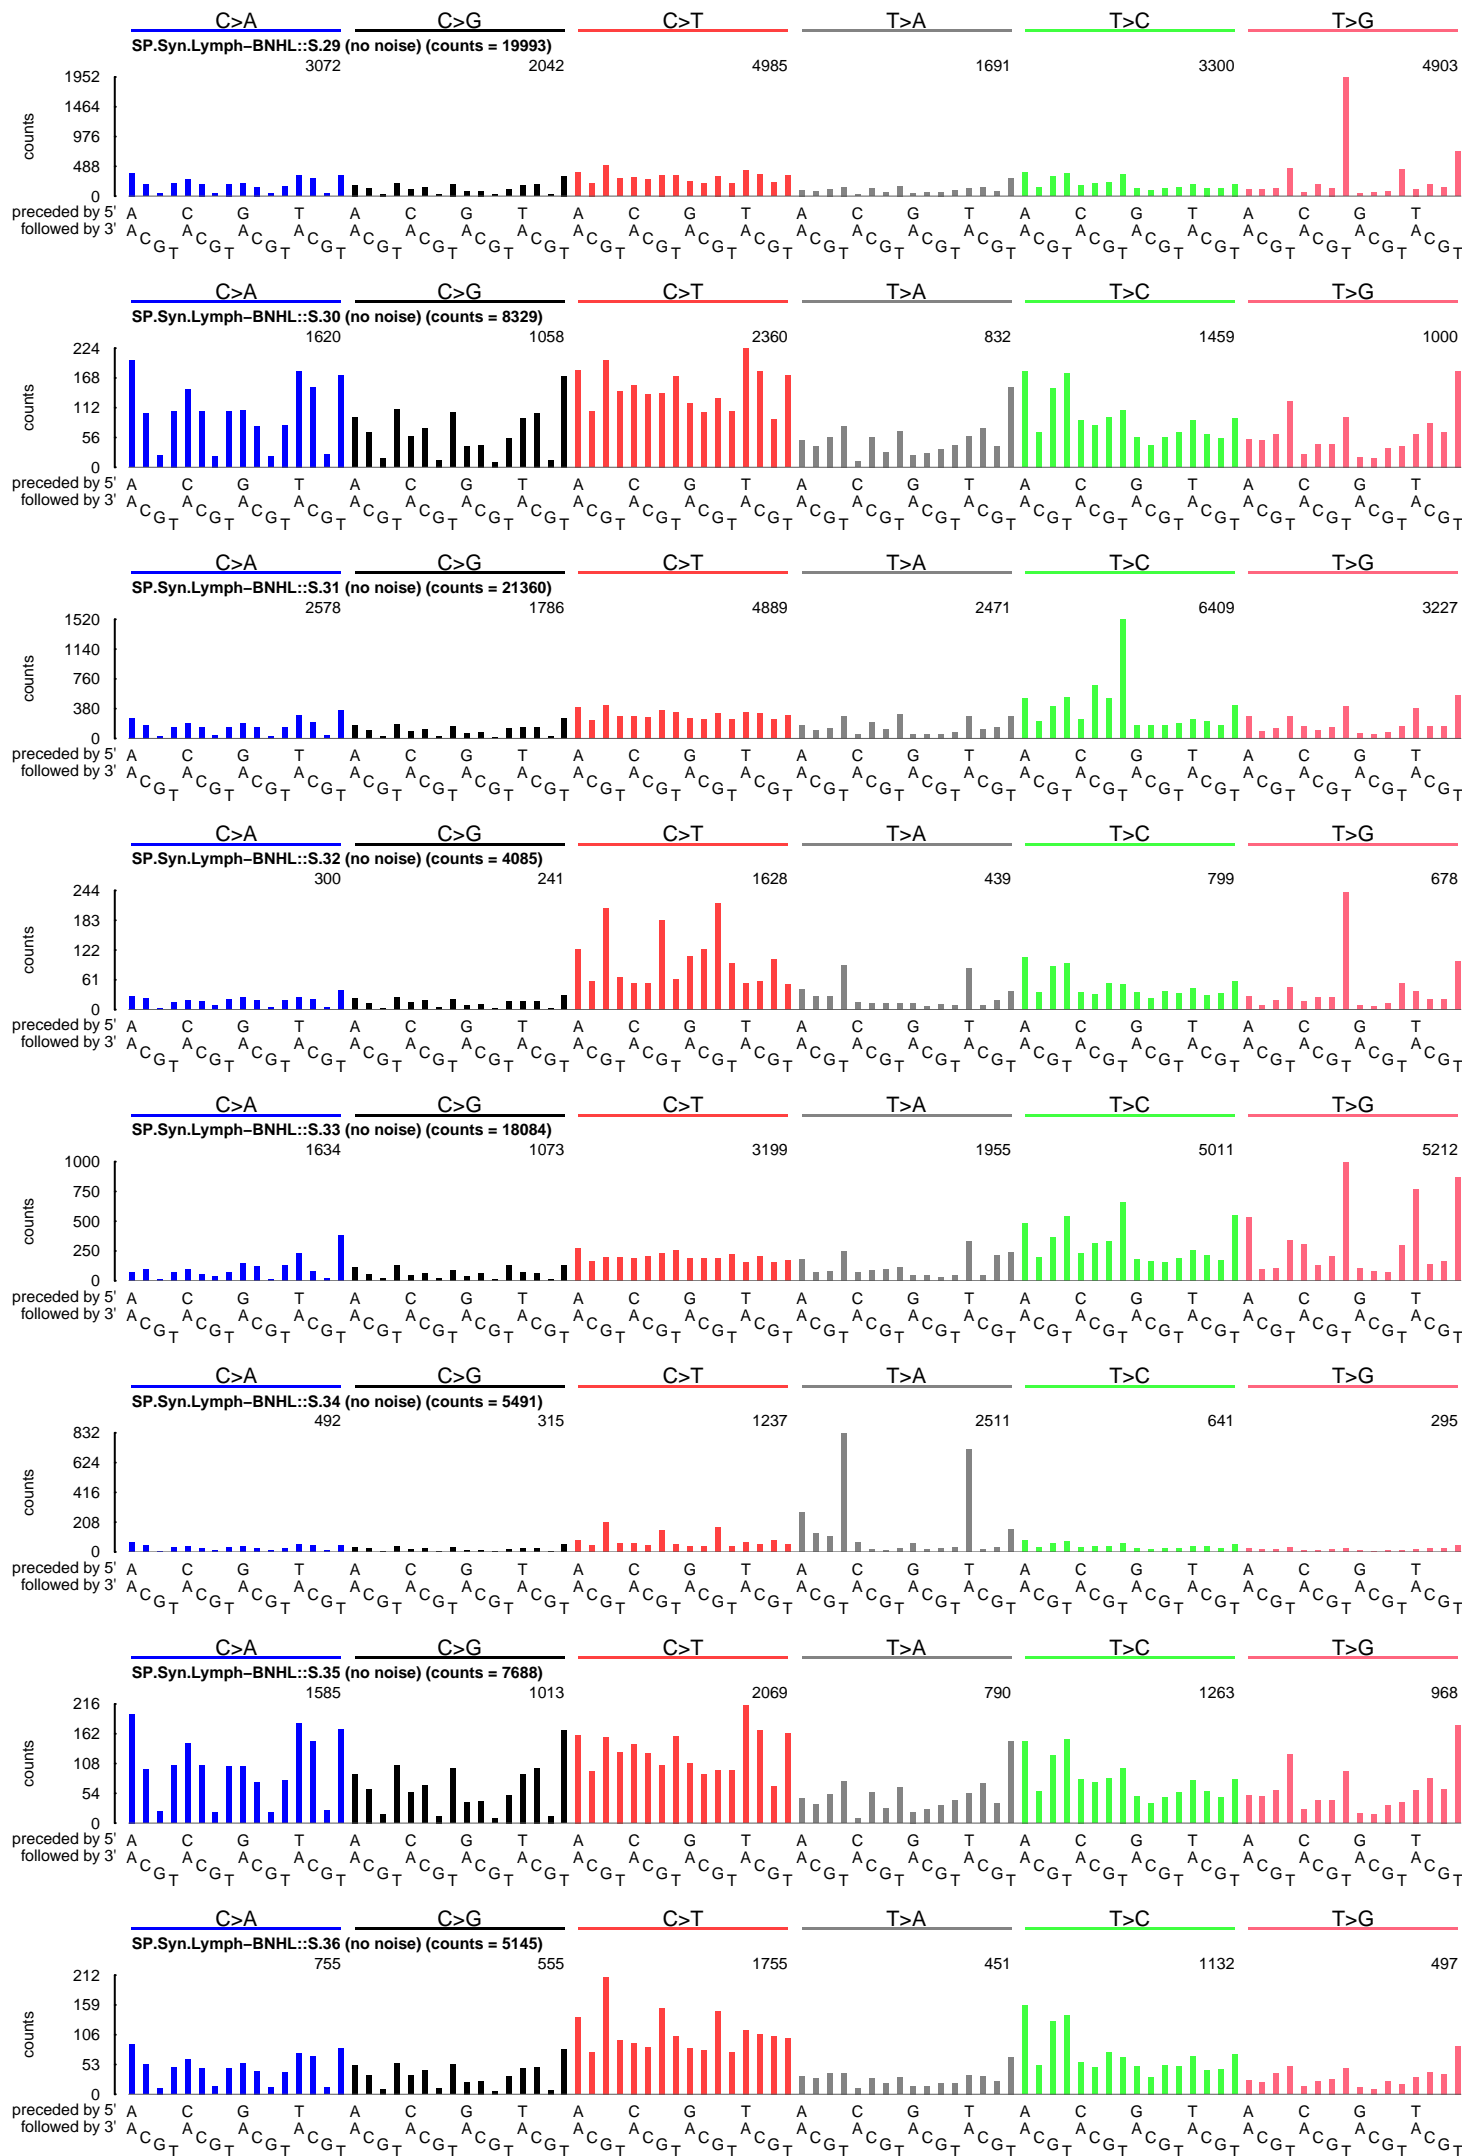 C>A C>G C>T T>A T>C T>G
SP.Syn.Lymph−BNHL::S.29 (no noise) (counts = 19993)
3072 2042 4985 1691 3300 4903
1952
1464
976
488
0
counts
preceded by 5' A C G T A C G T A C G T A C G T A C G T A C G T
followed by 3' A C G T A C G T A C G T A C G T A C G T A C G T A C G T A C G T A C G T A C G T A C G T A C G T A C G T A C G T A C G T A C G T A C G T A C G T A C G T A C G T A C G T A C G T A C G T A C G T
C>A C>G C>T T>A T>C T>G
SP.Syn.Lymph−BNHL::S.30 (no noise) (counts = 8329)
1620 1058 2360 832 1459 1000
224
168
112
56
0
counts
preceded by 5' A C G T A C G T A C G T A C G T A C G T A C G T
followed by 3' A C G T A C G T A C G T A C G T A C G T A C G T A C G T A C G T A C G T A C G T A C G T A C G T A C G T A C G T A C G T A C G T A C G T A C G T A C G T A C G T A C G T A C G T A C G T A C G T
C>A C>G C>T T>A T>C T>G
SP.Syn.Lymph−BNHL::S.31 (no noise) (counts = 21360)
2578 1786 4889 2471 6409 3227
1520
1140
760
380
0
counts
preceded by 5' A C G T A C G T A C G T A C G T A C G T A C G T
followed by 3' A C G T A C G T A C G T A C G T A C G T A C G T A C G T A C G T A C G T A C G T A C G T A C G T A C G T A C G T A C G T A C G T A C G T A C G T A C G T A C G T A C G T A C G T A C G T A C G T
C>A C>G C>T T>A T>C T>G
SP.Syn.Lymph−BNHL::S.32 (no noise) (counts = 4085)
300 241 1628 439 799 678
244
183
122
61
0
counts
preceded by 5' A C G T A C G T A C G T A C G T A C G T A C G T
followed by 3' A C G T A C G T A C G T A C G T A C G T A C G T A C G T A C G T A C G T A C G T A C G T A C G T A C G T A C G T A C G T A C G T A C G T A C G T A C G T A C G T A C G T A C G T A C G T A C G T
C>A C>G C>T T>A T>C T>G
SP.Syn.Lymph−BNHL::S.33 (no noise) (counts = 18084)
1634 1073 3199 1955 5011 5212
1000
750
500
250
0
counts
preceded by 5' A C G T A C G T A C G T A C G T A C G T A C G T
followed by 3' A C G T A C G T A C G T A C G T A C G T A C G T A C G T A C G T A C G T A C G T A C G T A C G T A C G T A C G T A C G T A C G T A C G T A C G T A C G T A C G T A C G T A C G T A C G T A C G T
C>A C>G C>T T>A T>C T>G
SP.Syn.Lymph−BNHL::S.34 (no noise) (counts = 5491)
492 315 1237 2511 641 295
832
624
416
208
0
counts
preceded by 5' A C G T A C G T A C G T A C G T A C G T A C G T
followed by 3' A C G T A C G T A C G T A C G T A C G T A C G T A C G T A C G T A C G T A C G T A C G T A C G T A C G T A C G T A C G T A C G T A C G T A C G T A C G T A C G T A C G T A C G T A C G T A C G T
C>A C>G C>T T>A T>C T>G
SP.Syn.Lymph−BNHL::S.35 (no noise) (counts = 7688)
1585 1013 2069 790 1263 968
216
162
108
54
0
counts
preceded by 5' A C G T A C G T A C G T A C G T A C G T A C G T
followed by 3' A C G T A C G T A C G T A C G T A C G T A C G T A C G T A C G T A C G T A C G T A C G T A C G T A C G T A C G T A C G T A C G T A C G T A C G T A C G T A C G T A C G T A C G T A C G T A C G T
C>A C>G C>T T>A T>C T>G
SP.Syn.Lymph−BNHL::S.36 (no noise) (counts = 5145)
755 555 1755 451 1132 497
212
159
106
53
0
counts
preceded by 5' A C G T A C G T A C G T A C G T A C G T A C G T
followed by 3' A C G T A C G T A C G T A C G T A C G T A C G T A C G T A C G T A C G T A C G T A C G T A C G T A C G T A C G T A C G T A C G T A C G T A C G T A C G T A C G T A C G T A C G T A C G T A C G T